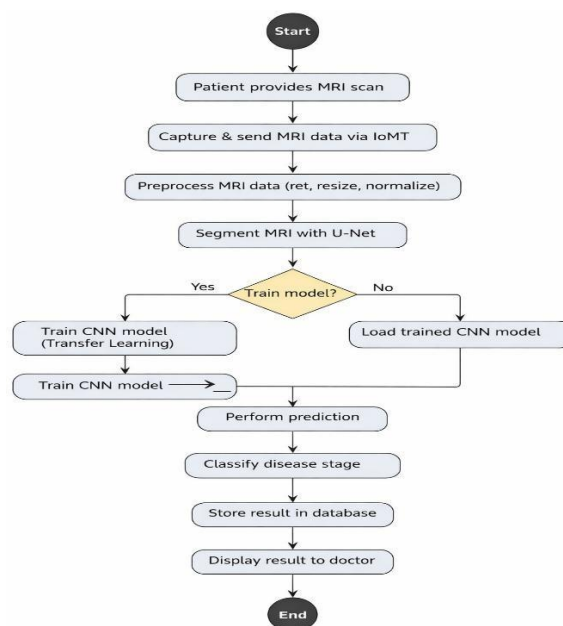 Start
Patient provides MRI scan
Capture & send MRI data via IoMT
Preprocess MRI data (ret, resize, normalize)
Segment MRI with U-Net
Train model?
Yes
No
Train CNN model
(Transfer Learning)
Load trained CNN model
Train CNN model
Perform prediction
Classify disease stage
Store result in database
Display result to doctor
End